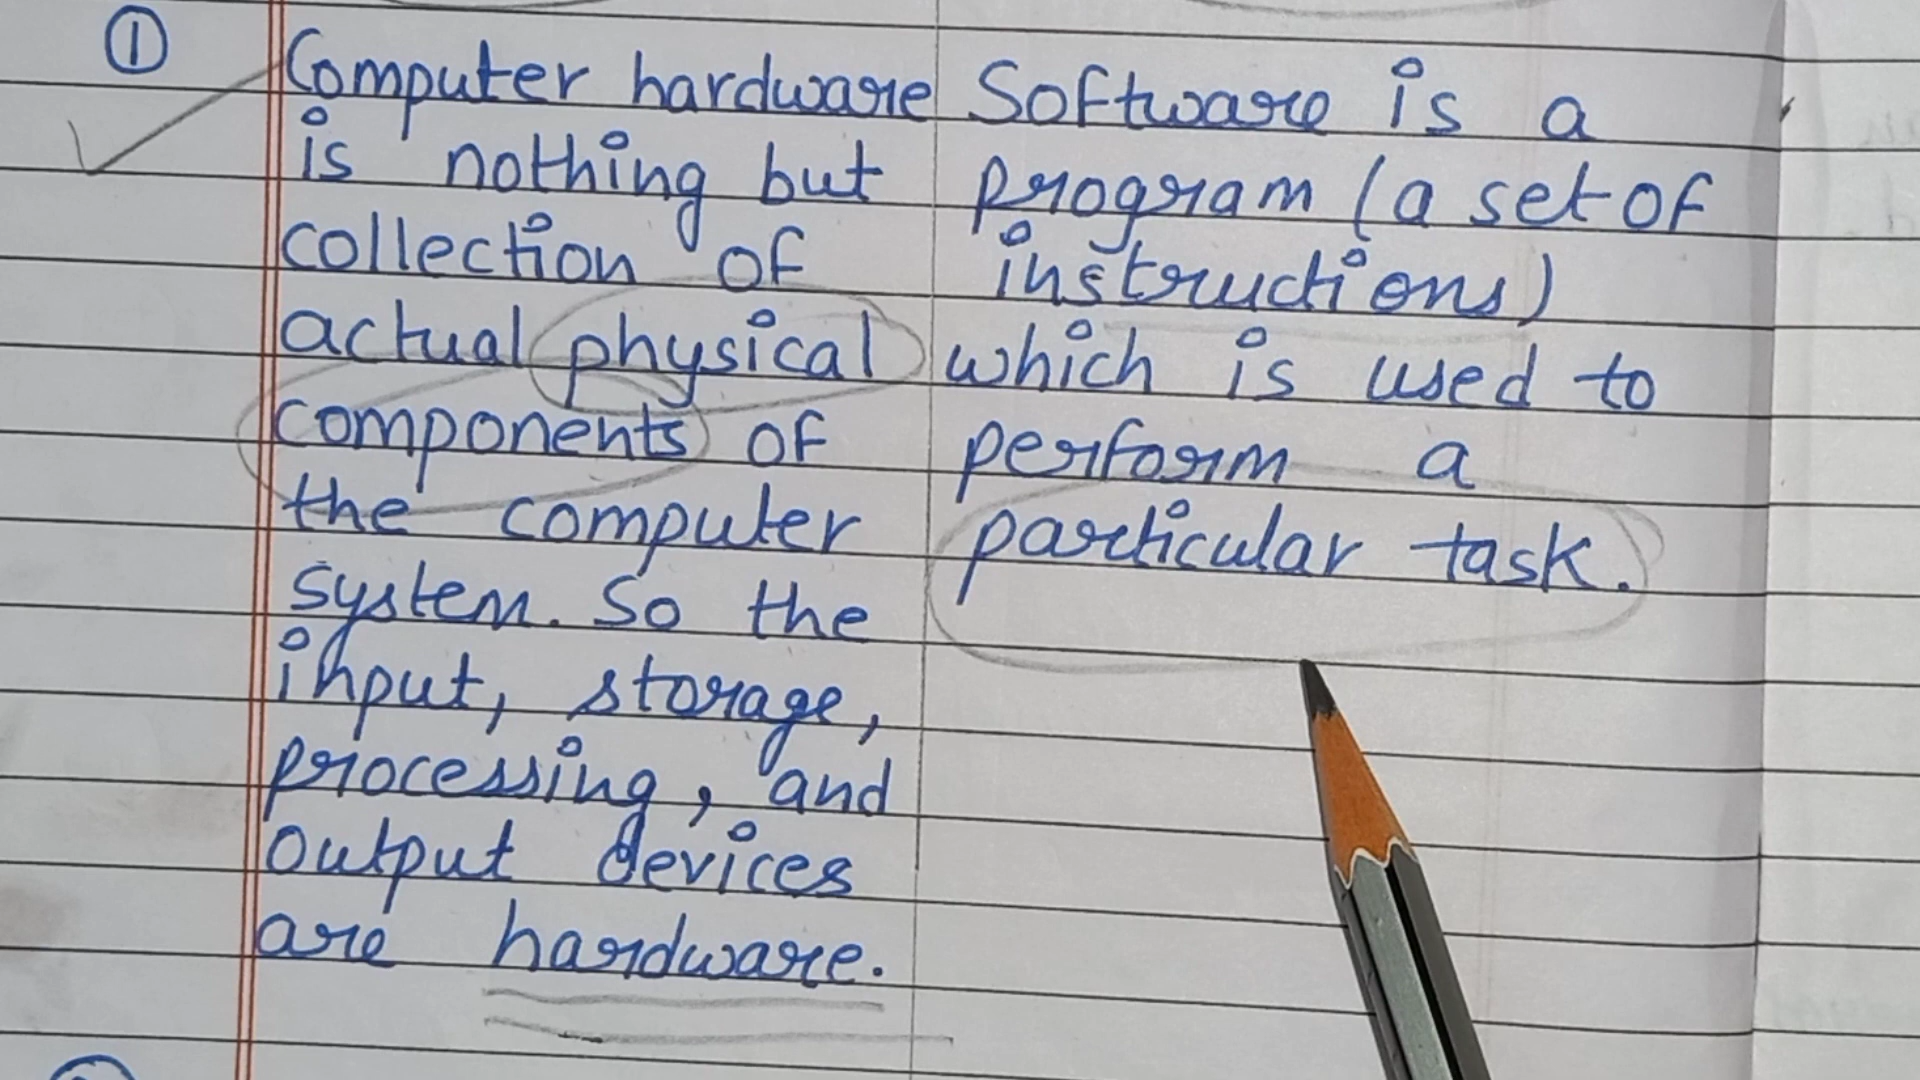 ①
Computer hardware
is nothing but
collection of
actual physical
components of
the computer
system. So the
input, storage,
processing, and
output devices
are hardware.
Software is a
program (a set of
instructions)
which is used to
perform a
particular task.